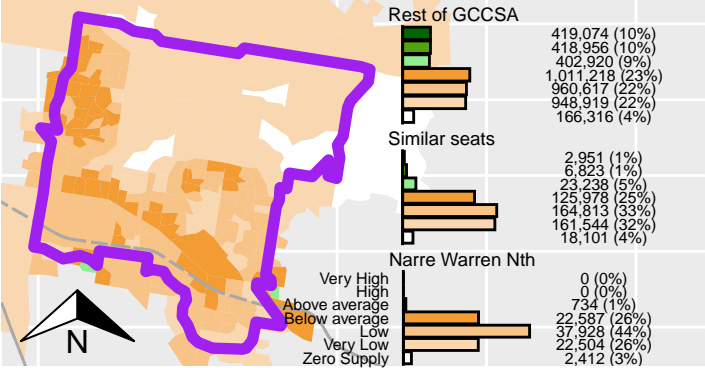 Rest of GCCSA
419,074 (10%)
418,956 (10%)
402,920 (9%)
1,011,218 (23%)
960,617 (22%)
948,919 (22%)
166,316 (4%)
Similar seats
2,951 (1%)
6,823 (1%)
23,238 (5%)
125,978 (25%)
164,813 (33%)
161,544 (32%)
18,101 (4%)
Narre Warren Nth
Very High 0 (0%)
High 0 (0%)
Above average 734 (1%)
Below average 22,587 (26%)
Low 37,928 (44%)
Very Low 22,504 (26%)
Zero Supply 2,412 (3%)
N